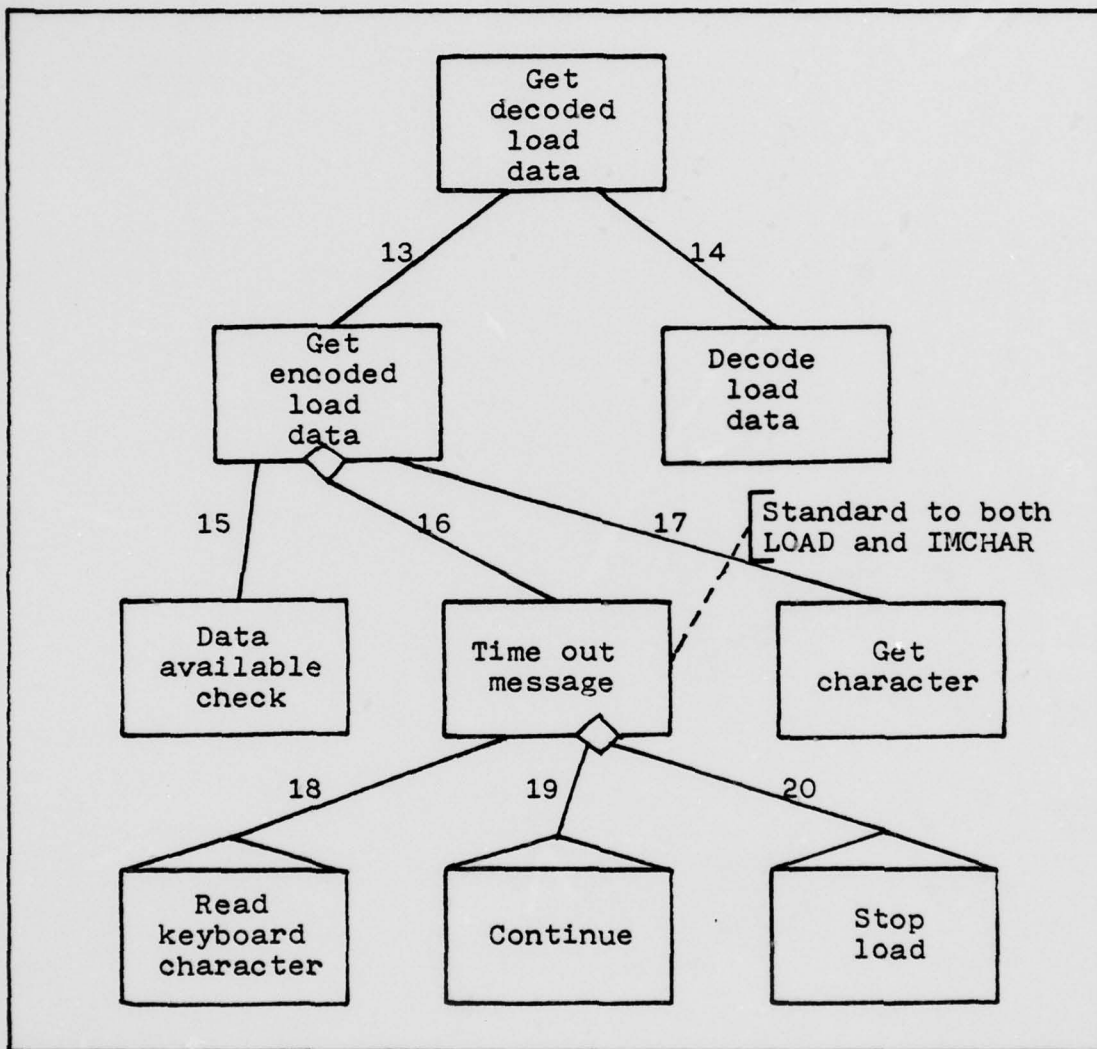 Get
decoded
load
data
13
14
Get
encoded
load
data
Decode
load
data
15
16
17
Standard to both
LOAD and IMCHAR
Data
available
check
Time out
message
Get
character
18
19
20
Read
keyboard
character
Continue
Stop
load